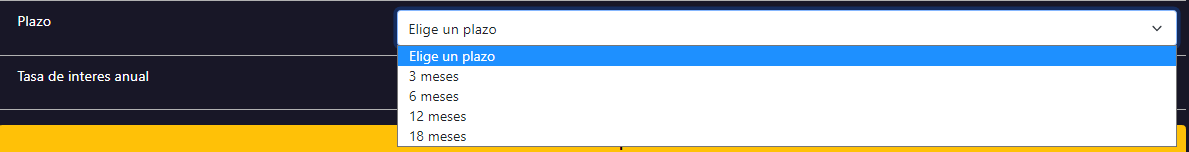 Plazo
Elige un plazo
Elige un plazo
3 meses
Tasa de interes anual
6 meses
12 meses
18 meses